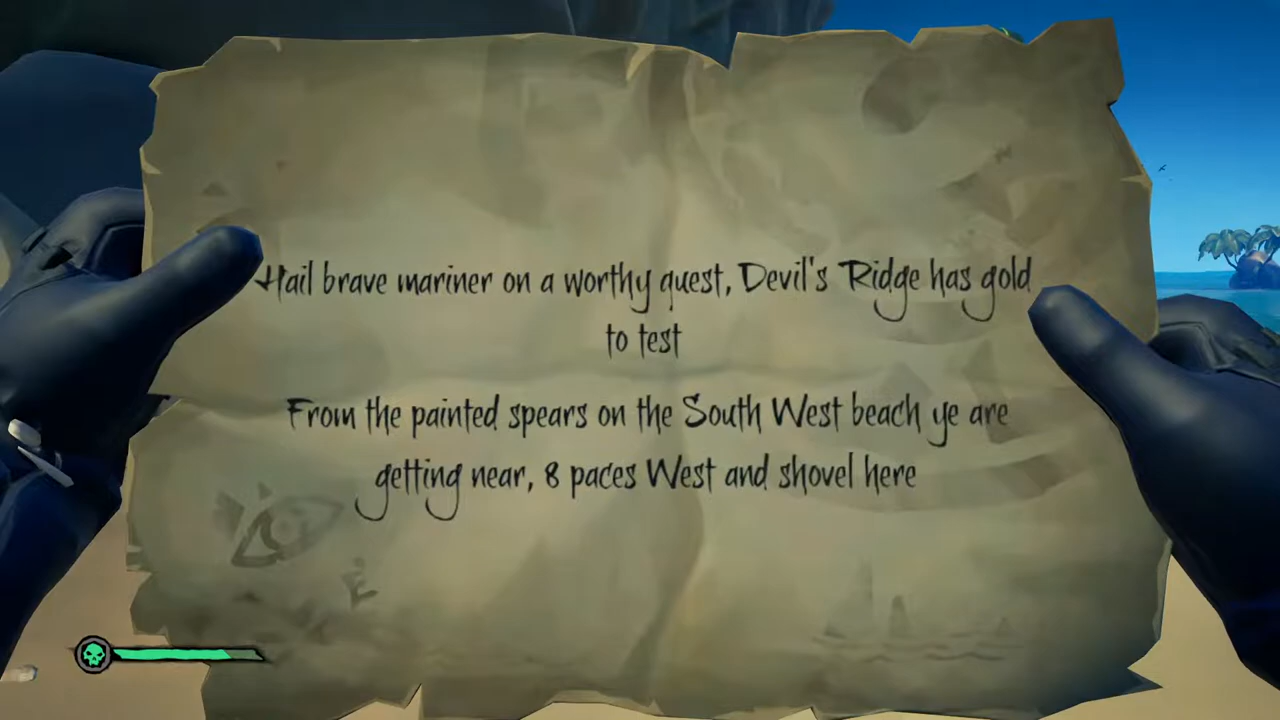 Hail brave mariner on a worthy quest, Devil's Ridge has gold
to test
From the painted spears on the South West beach ye are
getting near, 8 paces West and shovel here